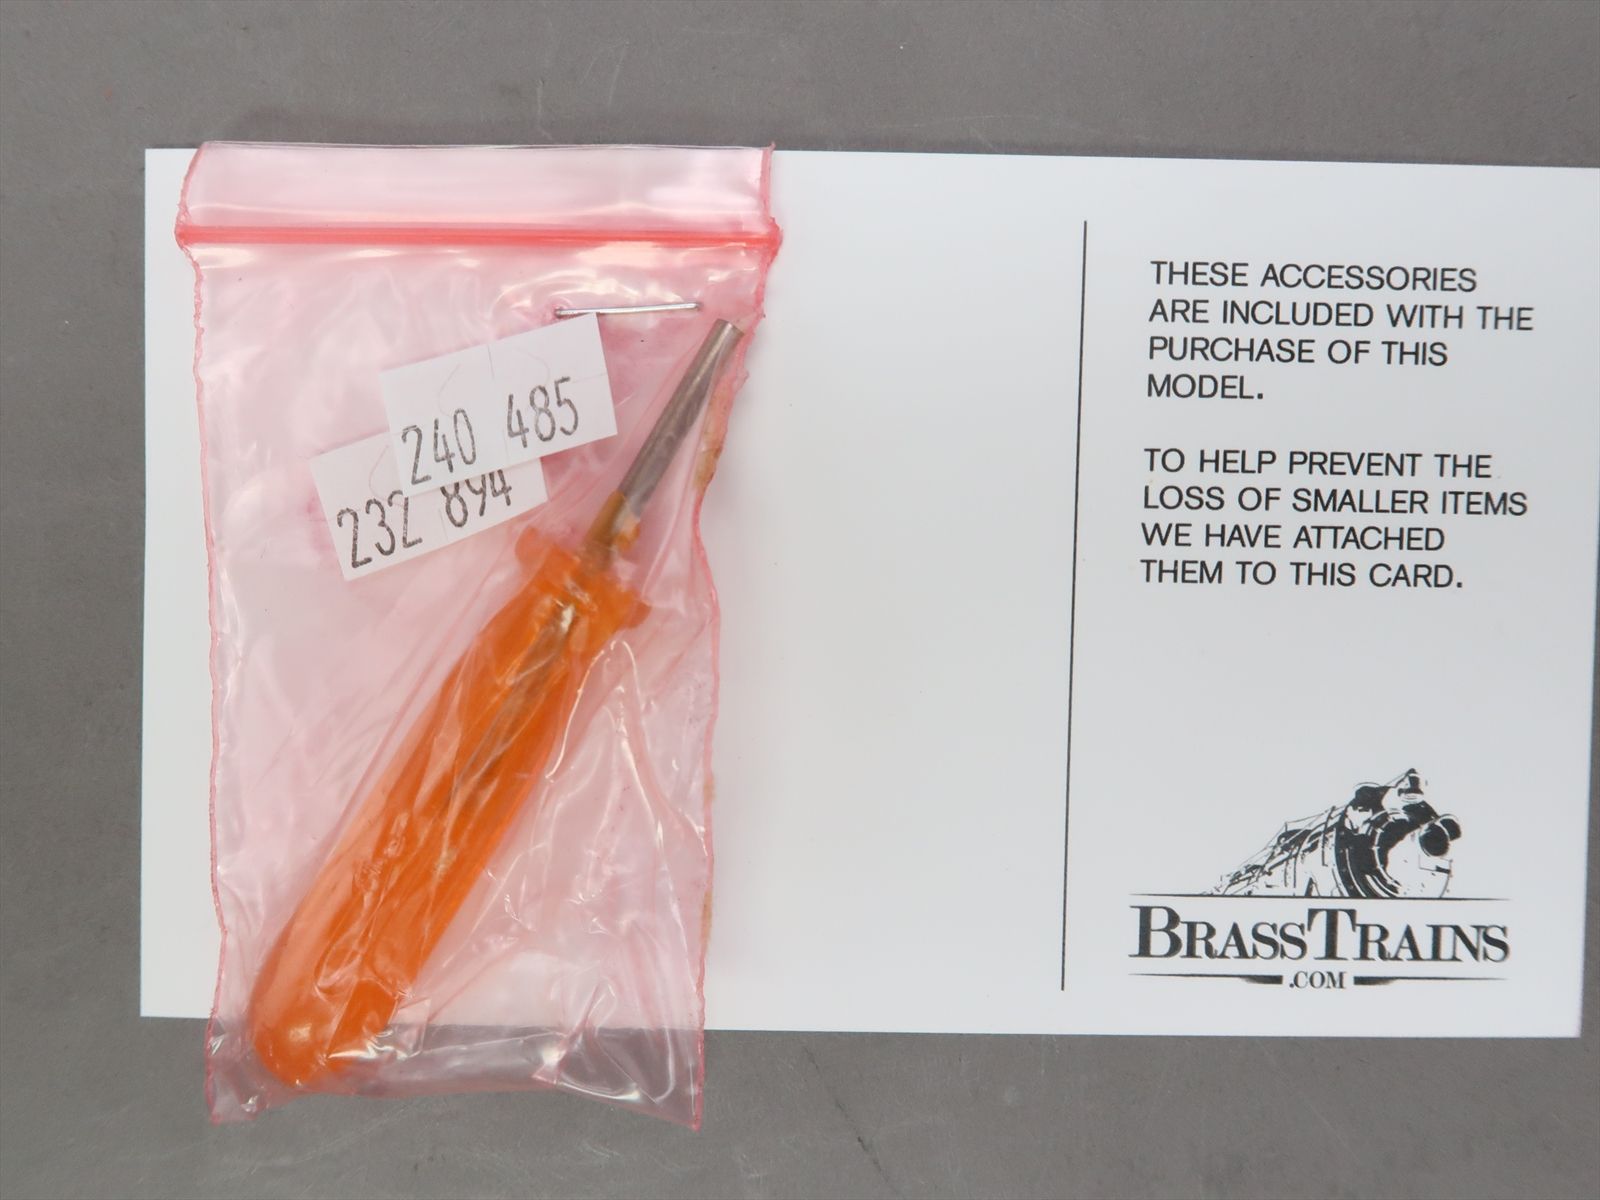 240 485
232 894
THESE ACCESSORIES
ARE INCLUDED WITH THE
PURCHASE OF THIS
MODEL.
TO HELP PREVENT THE
LOSS OF SMALLER ITEMS
WE HAVE ATTACHED
THEM TO THIS CARD.
BRASSTRAINS
.COM